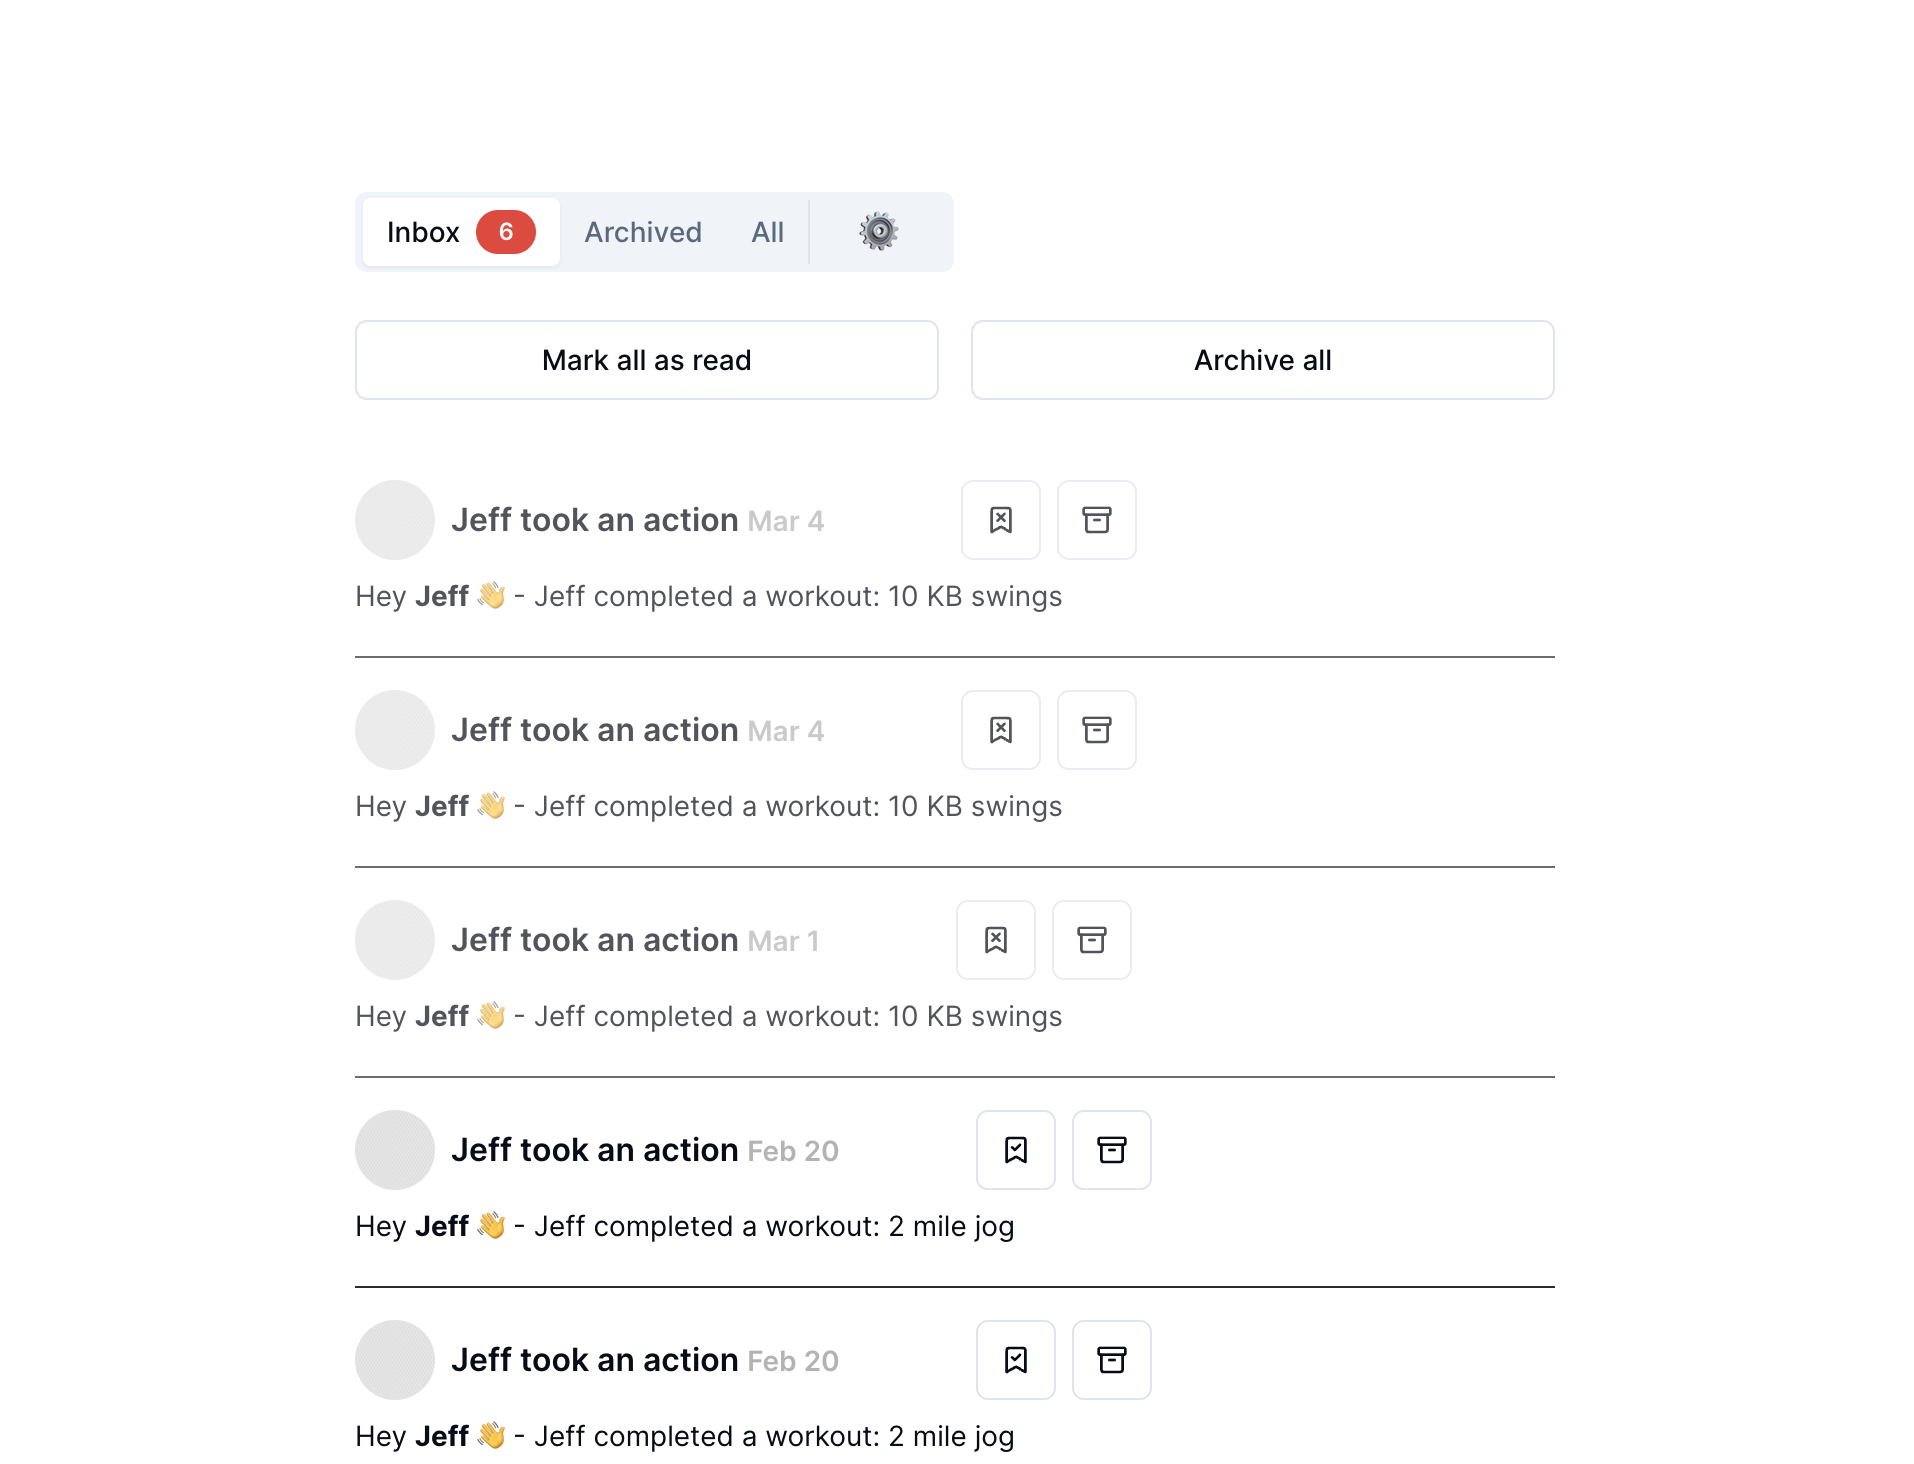 Inbox 6 Archived All
Mark all as read Archive all
Jeff took an action Mar 4
Hey Jeff 👋 - Jeff completed a workout: 10 KB swings
Jeff took an action Mar 4
Hey Jeff 👋 - Jeff completed a workout: 10 KB swings
Jeff took an action Mar 1
Hey Jeff 👋 - Jeff completed a workout: 10 KB swings
Jeff took an action Feb 20
Hey Jeff 👋 - Jeff completed a workout: 2 mile jog
Jeff took an action Feb 20
Hey Jeff 👋 - Jeff completed a workout: 2 mile jog